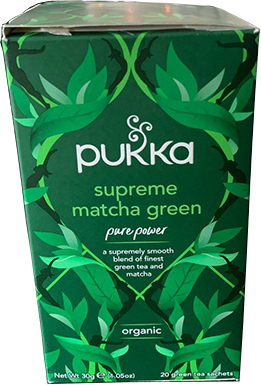 pukka
supreme
matcha green
pure power
a supremely smooth
blend of finest
green tea and
matcha
organic
Net Wt. 30g (1.05oz) 20 green tea sachets